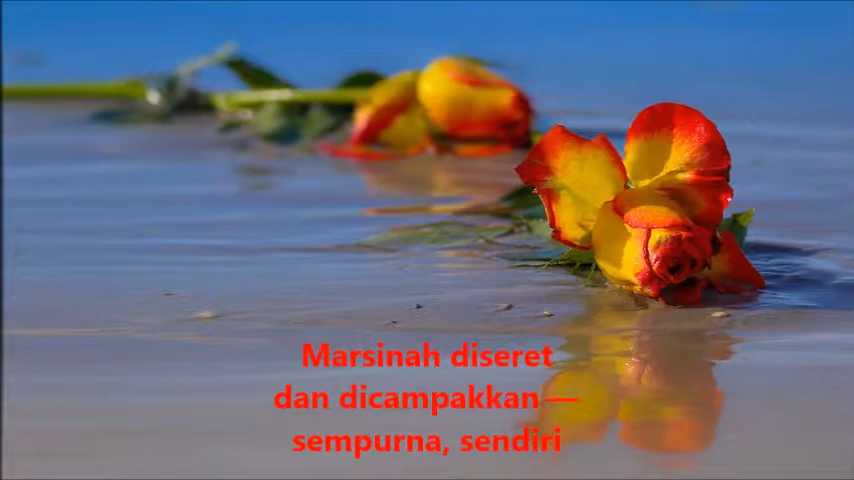 Marsinah diseret
dan dicampakkan —
sempurna, sendiri